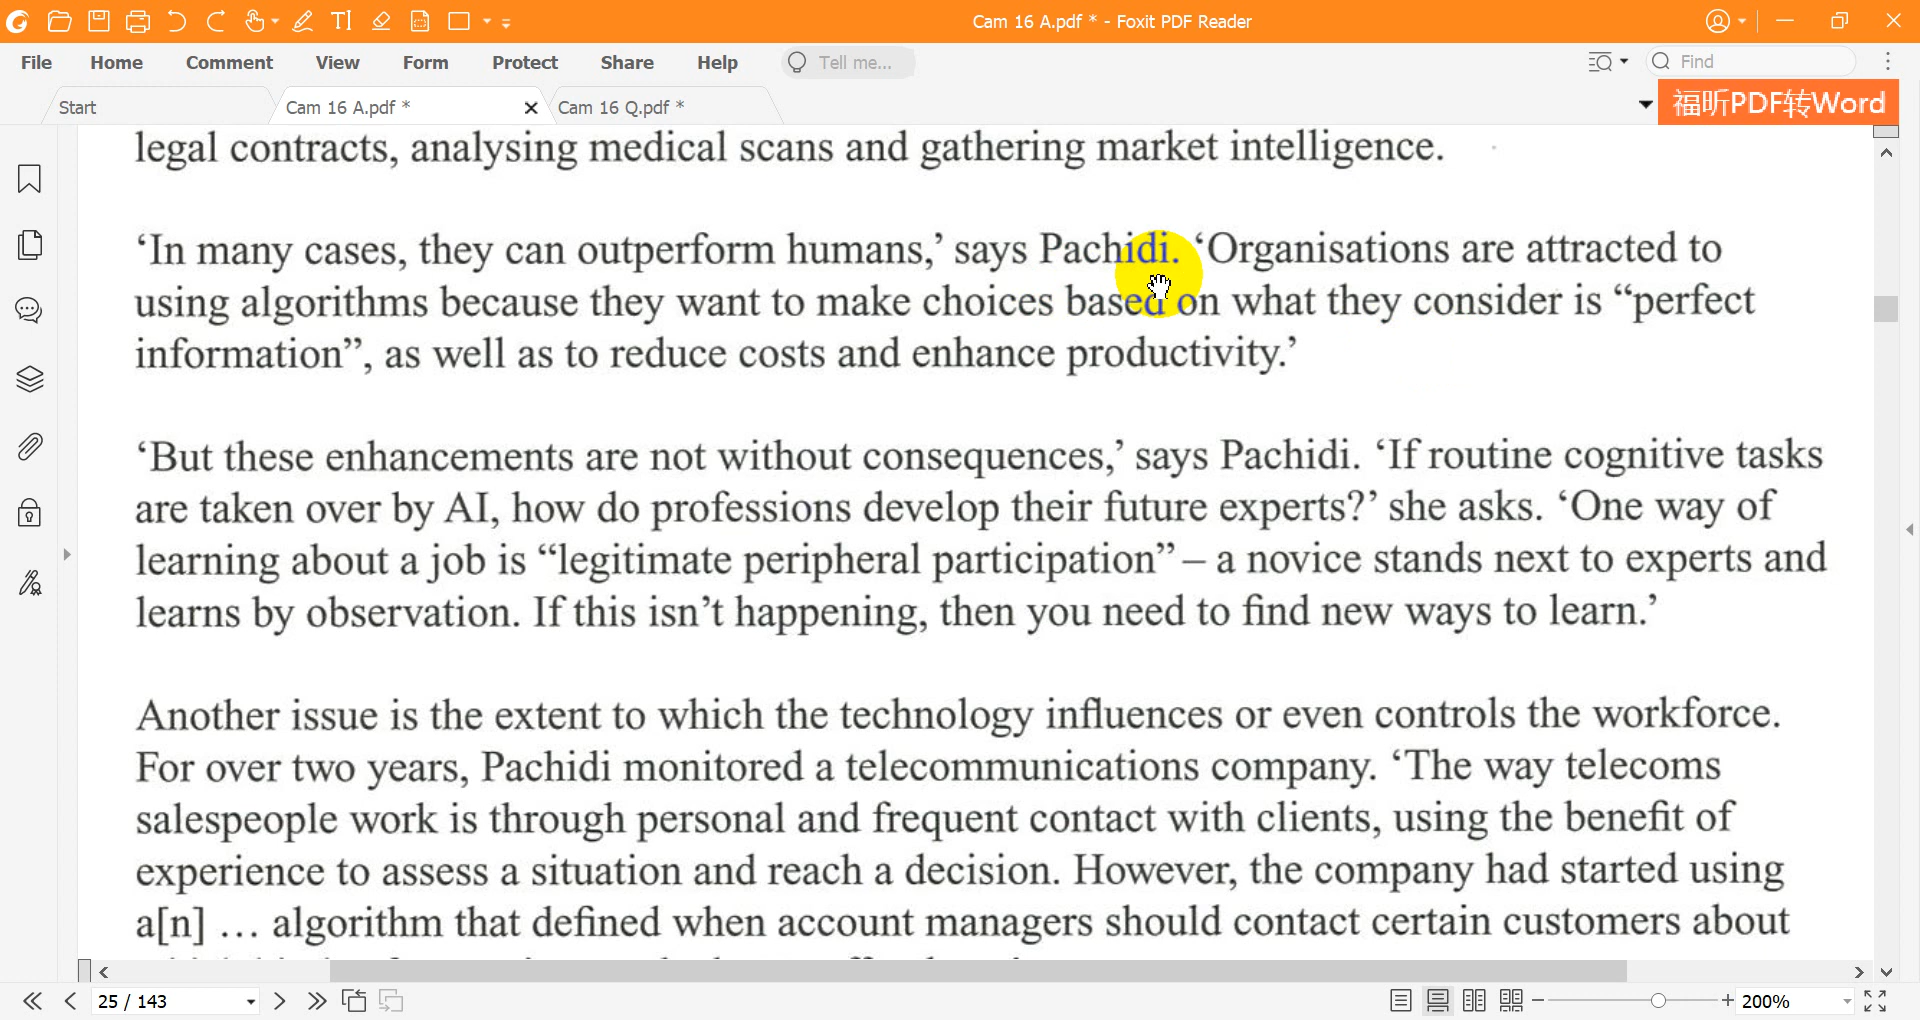 Cam 16 A.pdf * - Foxit PDF Reader
File Home Comment View Form Protect Share Help Tell me... Find
Start Cam 16 A.pdf * Cam 16 Q.pdf * 福昕PDF转Word
legal contracts, analysing medical scans and gathering market intelligence.
‘In many cases, they can outperform humans,’ says Pachidi. ‘Organisations are attracted to
using algorithms because they want to make choices based on what they consider is “perfect
information”, as well as to reduce costs and enhance productivity.’
‘But these enhancements are not without consequences,’ says Pachidi. ‘If routine cognitive tasks
are taken over by AI, how do professions develop their future experts?’ she asks. ‘One way of
learning about a job is “legitimate peripheral participation” – a novice stands next to experts and
learns by observation. If this isn’t happening, then you need to find new ways to learn.’
Another issue is the extent to which the technology influences or even controls the workforce.
For over two years, Pachidi monitored a telecommunications company. ‘The way telecoms
salespeople work is through personal and frequent contact with clients, using the benefit of
experience to assess a situation and reach a decision. However, the company had started using
a[n] … algorithm that defined when account managers should contact certain customers about
25 / 143 200%